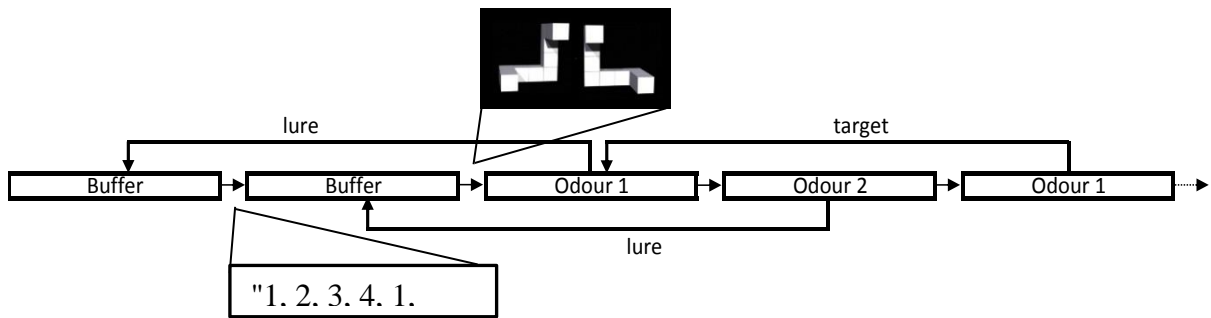 lure
target
Buffer
Buffer
Odour 1
Odour 2
Odour 1
lure
"1, 2, 3, 4, 1,